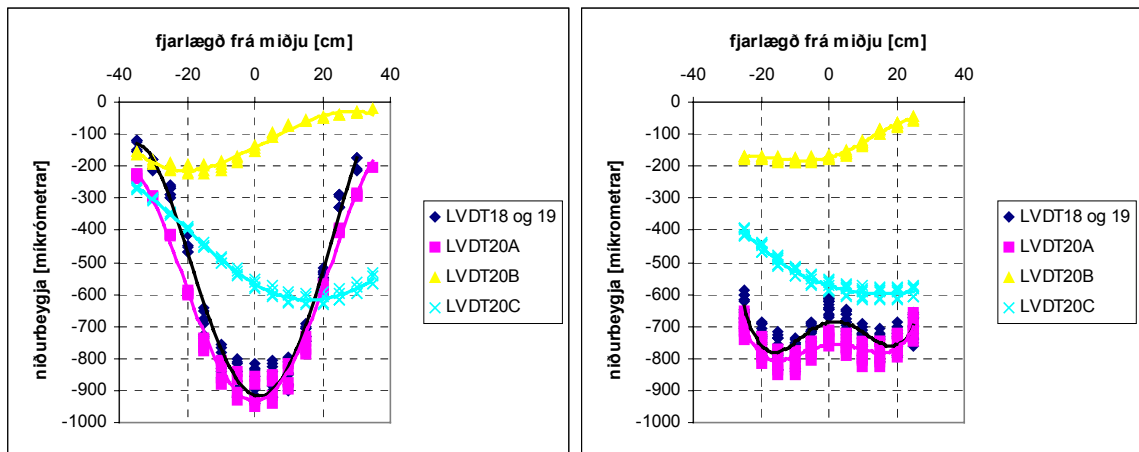 fjarlægð frá miðju [cm]
-40 -20 0 20 40
0
-100
-200
-300
-400
-500
-600
-700
-800
-900
-1000
niðurbeygja [mikrómetrar]
LVDT18 og 19
LVDT20A
LVDT20B
LVDT20C
fjarlægð frá miðju [cm]
-40 -20 0 20 40
0
-100
-200
-300
-400
-500
-600
-700
-800
-900
-1000
niðurbeygja [mikrómetrar]
LVDT18 og 19
LVDT20A
LVDT20B
LVDT20C